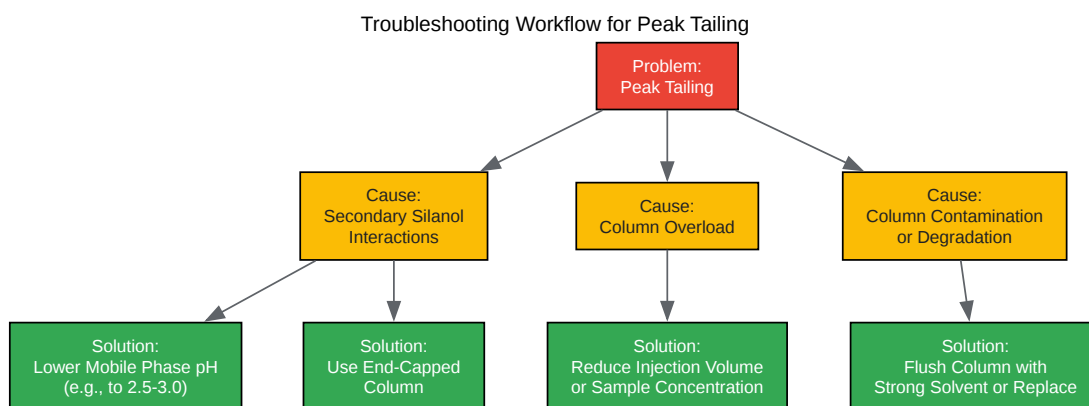 Troubleshooting Workflow for Peak Tailing
Problem:
Peak Tailing
Cause:
Secondary Silanol
Interactions
Cause:
Column Overload
Cause:
Column Contamination
or Degradation
Solution:
Lower Mobile Phase pH
(e.g., to 2.5-3.0)
Solution:
Use End-Capped
Column
Solution:
Reduce Injection Volume
or Sample Concentration
Solution:
Flush Column with
Strong Solvent or Replace